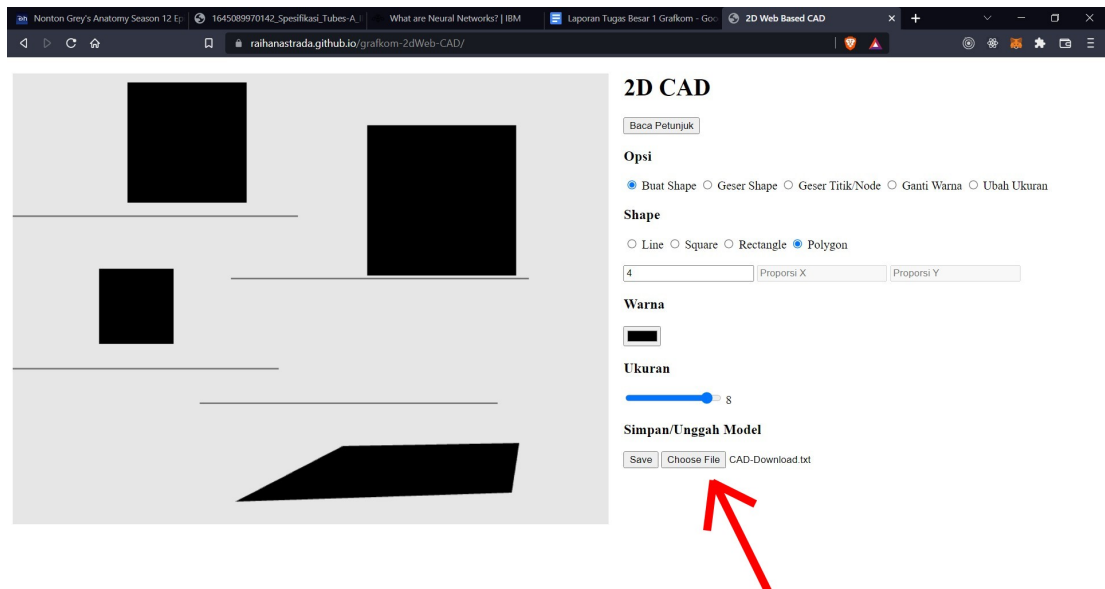 Nonton Grey's Anatomy Season 12 Ep
1645089970142_Spesifikasi_Tubes-A_I
What are Neural Networks? | IBM
Laporan Tugas Besar 1 Grafkom - Goo
2D Web Based CAD
raihanastrada.github.io/grafkom-2dWeb-CAD/
2D CAD
Baca Petunjuk
Opsi
Buat Shape Geser Shape Geser Titik/Node Ganti Warna Ubah Ukuran
Shape
Line Square Rectangle Polygon
4 Proporsi X Proporsi Y
Warna
Ukuran
8
Simpan/Unggah Model
Save Choose File CAD-Download.txt